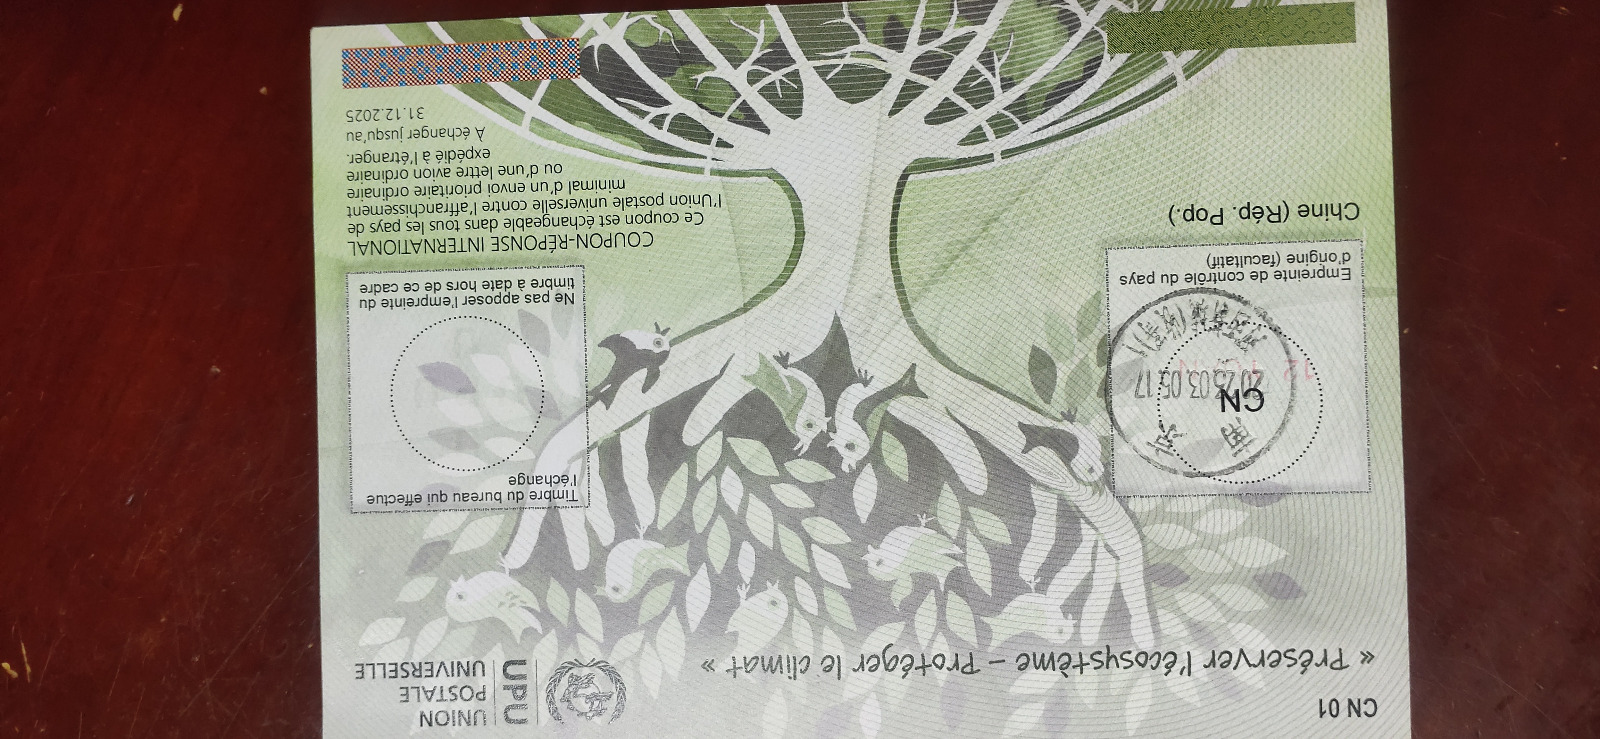 CN 01
« Préserver l'écosystème – Protéger le climat »
UPU
UNION
POSTALE
UNIVERSELLE
Empreinte de contrôle du pays
d'origine (facultatif)
CN
2023.03.05.17
Chine (Rép. Pop.)
Timbre du bureau qui effectue
l'échange
Ne pas apposer l'empreinte du
timbre à date hors de ce cadre
COUPON-RÉPONSE INTERNATIONAL
Ce coupon est échangeable dans tous les pays de
l'Union postale universelle contre l'affranchissement
minimal d'un envoi prioritaire ordinaire
ou d'une lettre avion ordinaire
expédié à l'étranger.
A échanger jusqu'au
31.12.2025